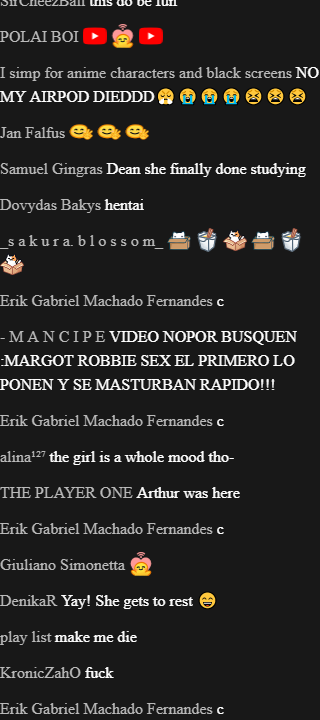 SirCheezBall this do be fun
POLAI BOI
I simp for anime characters and black screens NO
MY AIRPOD DIEDDD 😤 😭 😭 😭 😫 😫 😫
Jan Falfus
Samuel Gingras Dean she finally done studying
Dovydas Bakys hentai
_s a k u r a. b l o s s o m_
Erik Gabriel Machado Fernandes c
- M A N C I P E VIDEO NOPOR BUSQUEN
:MARGOT ROBBIE SEX EL PRIMERO LO
PONEN Y SE MASTURBAN RAPIDO!!!
Erik Gabriel Machado Fernandes c
alina¹²⁷ the girl is a whole mood tho-
THE PLAYER ONE Arthur was here
Erik Gabriel Machado Fernandes c
Giuliano Simonetta
DenikaR Yay! She gets to rest 😄
play list make me die
KronicZahO fuck
Erik Gabriel Machado Fernandes c